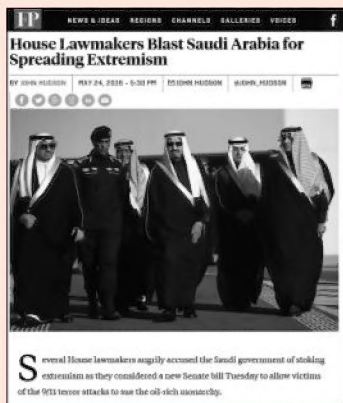 FP NEWS & IDEAS REGIONS CHANNELS GALLERIES VOICES f
House Lawmakers Blast Saudi Arabia for
Spreading Extremism
BY JOHN HUDSON MAY 24, 2016 - 5:30 PM @JOHN_HUDSON
Several House lawmakers angrily accused the Saudi government of stoking
extremism as they considered a new Senate bill Tuesday to allow victims
of the 9/11 terror attacks to sue the oil-rich monarchy.